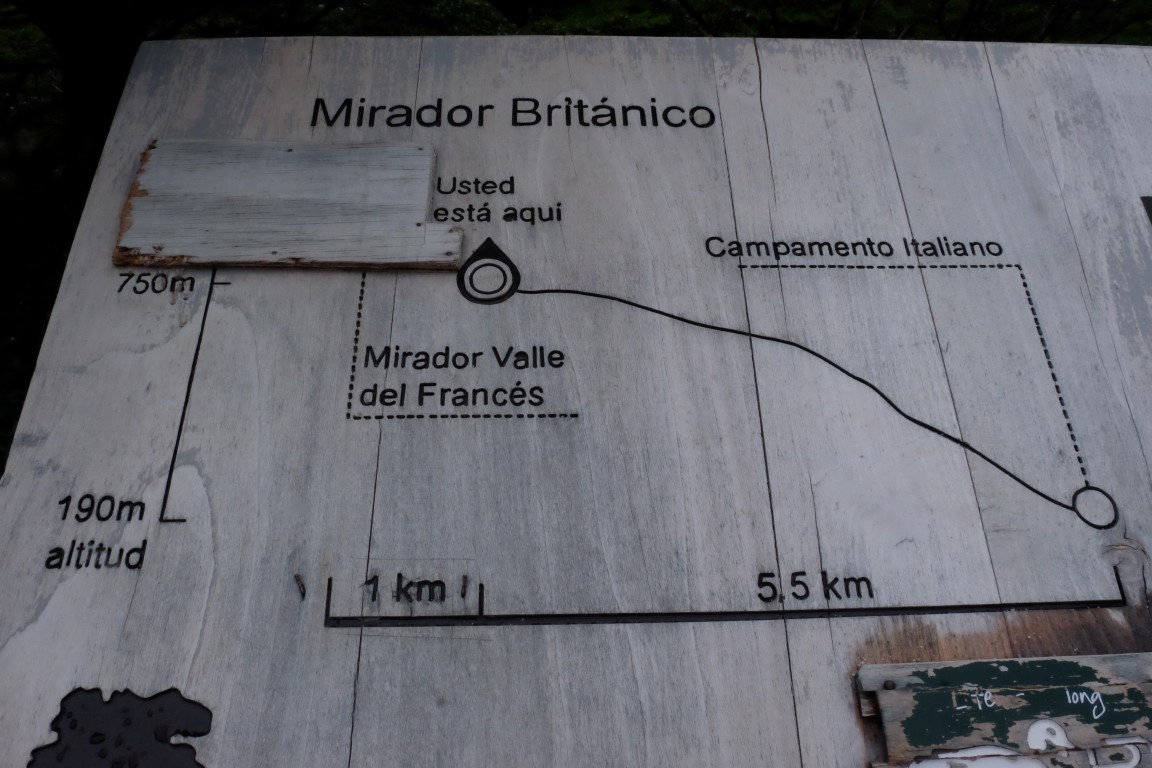 Mirador Británico
Usted
está aquí
Campamento Italiano
750m
Mirador Valle
del Francés
190m
altitud
1 km
5.5 km
long